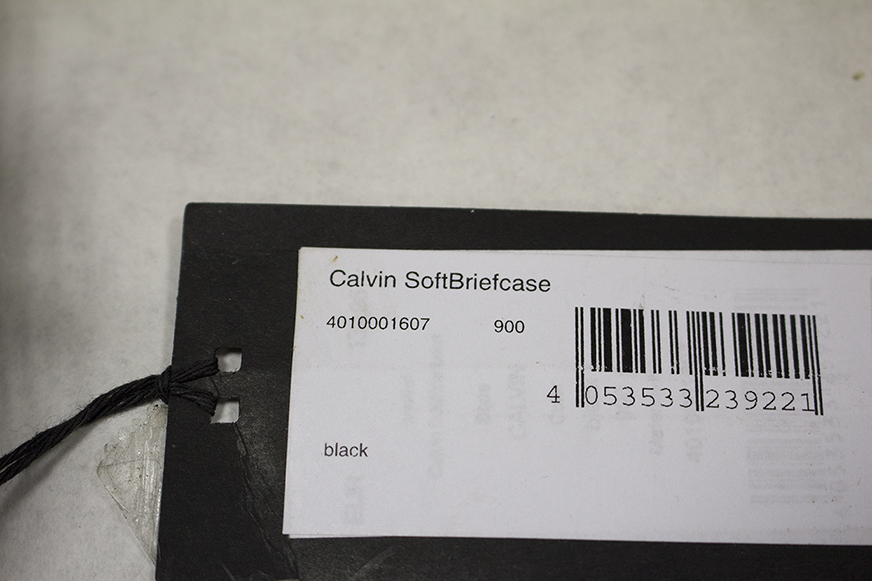 Calvin SoftBriefcase
4010001607 900
4 053533 239221
black